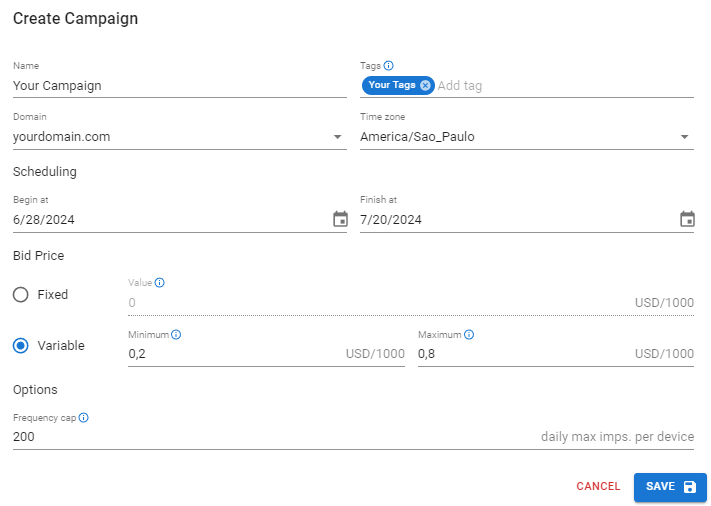 Create Campaign
Name
Tags
Your Campaign
Your Tags Add tag
Domain
Time zone
yourdomain.com
America/Sao_Paulo
Scheduling
Begin at
Finish at
6/28/2024
7/20/2024
Bid Price
Value
Fixed
0 USD/1000
Minimum
Maximum
Variable
0,2 USD/1000
0,8 USD/1000
Options
Frequency cap
200 daily max imps. per device
CANCEL
SAVE